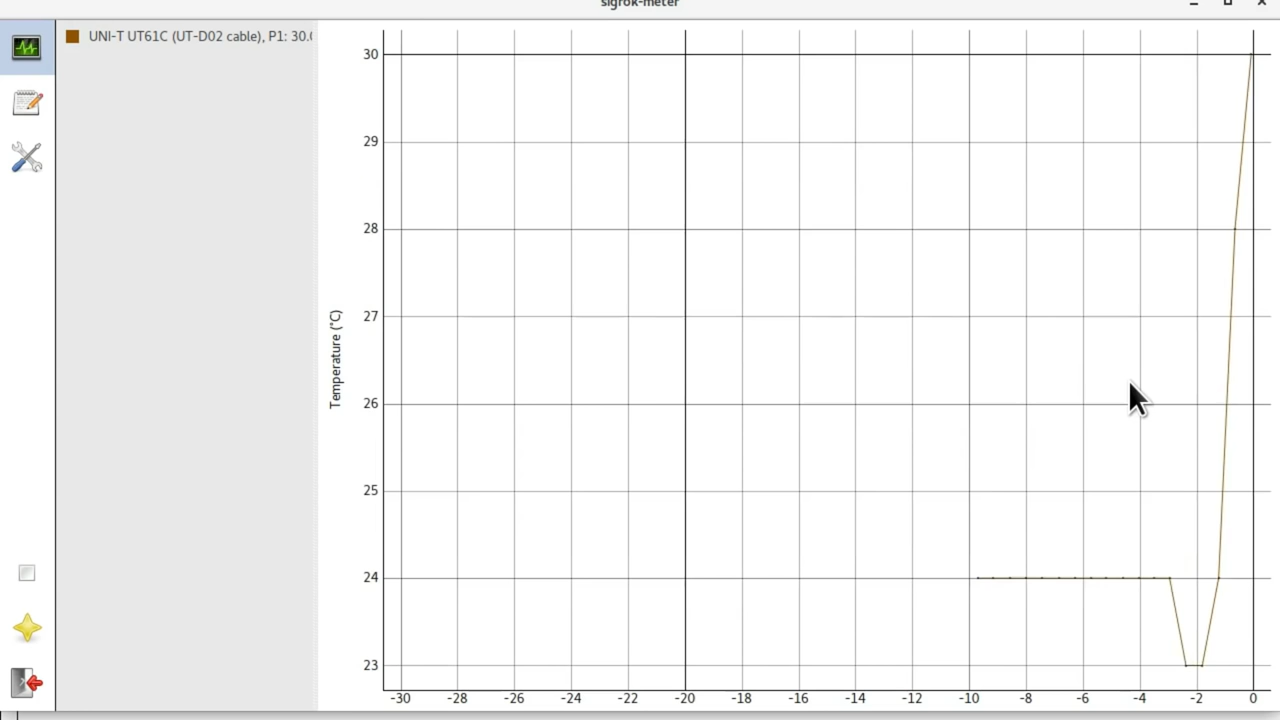 sigrok-meter
UNI-T UT61C (UT-D02 cable), P1: 30.0
30
29
28
27
26
25
24
23
Temperature (°C)
-30 -28 -26 -24 -22 -20 -18 -16 -14 -12 -10 -8 -6 -4 -2 0